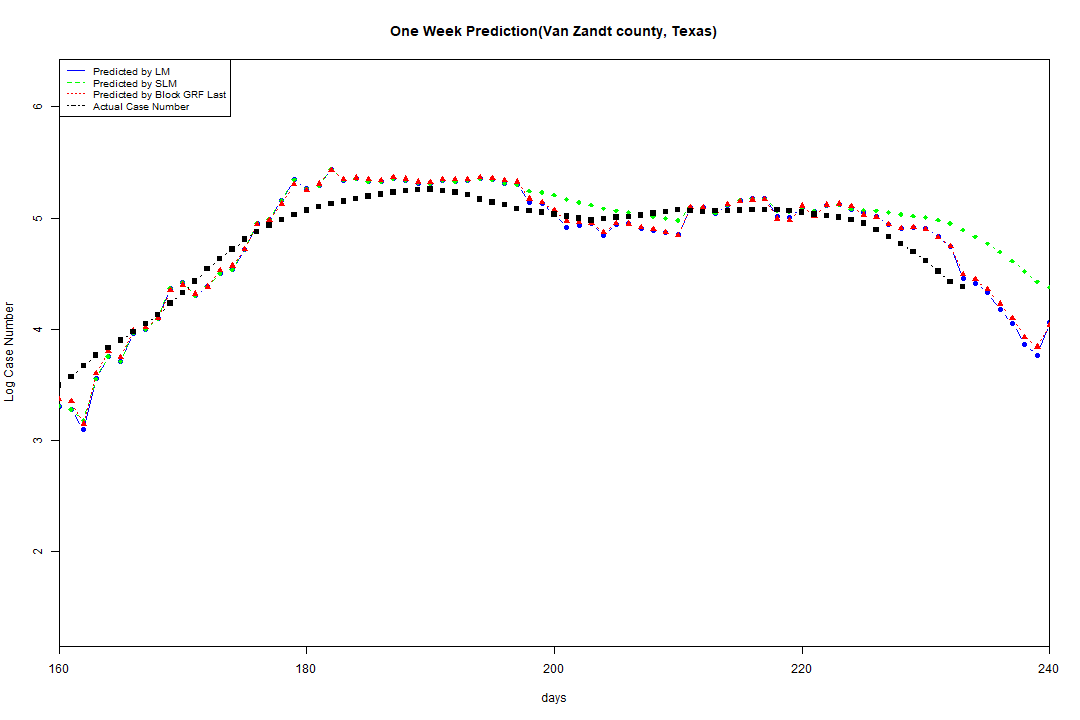 One Week Prediction(Van Zandt county, Texas)
Predicted by LM
Predicted by SLM
Predicted by Block GRF Last
Actual Case Number
6
5
4
3
2
Log Case Number
160 180 200 220 240
days